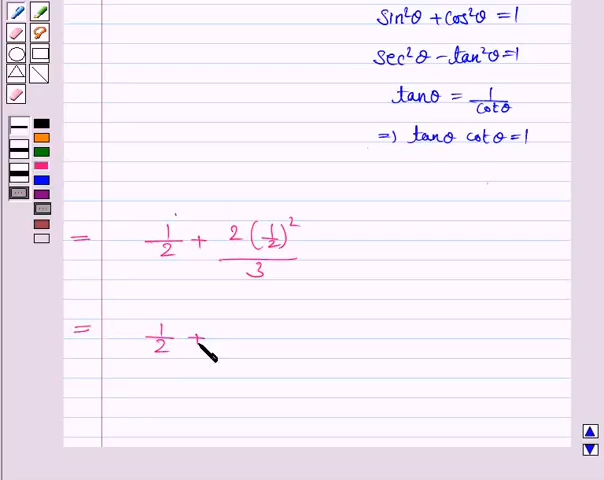 sin²θ + cos²θ = 1
sec²θ - tan²θ = 1
tanθ = 1/cotθ
=> tanθ cotθ = 1
= 1/2 + 2(1/2)²/3
= 1/2 +